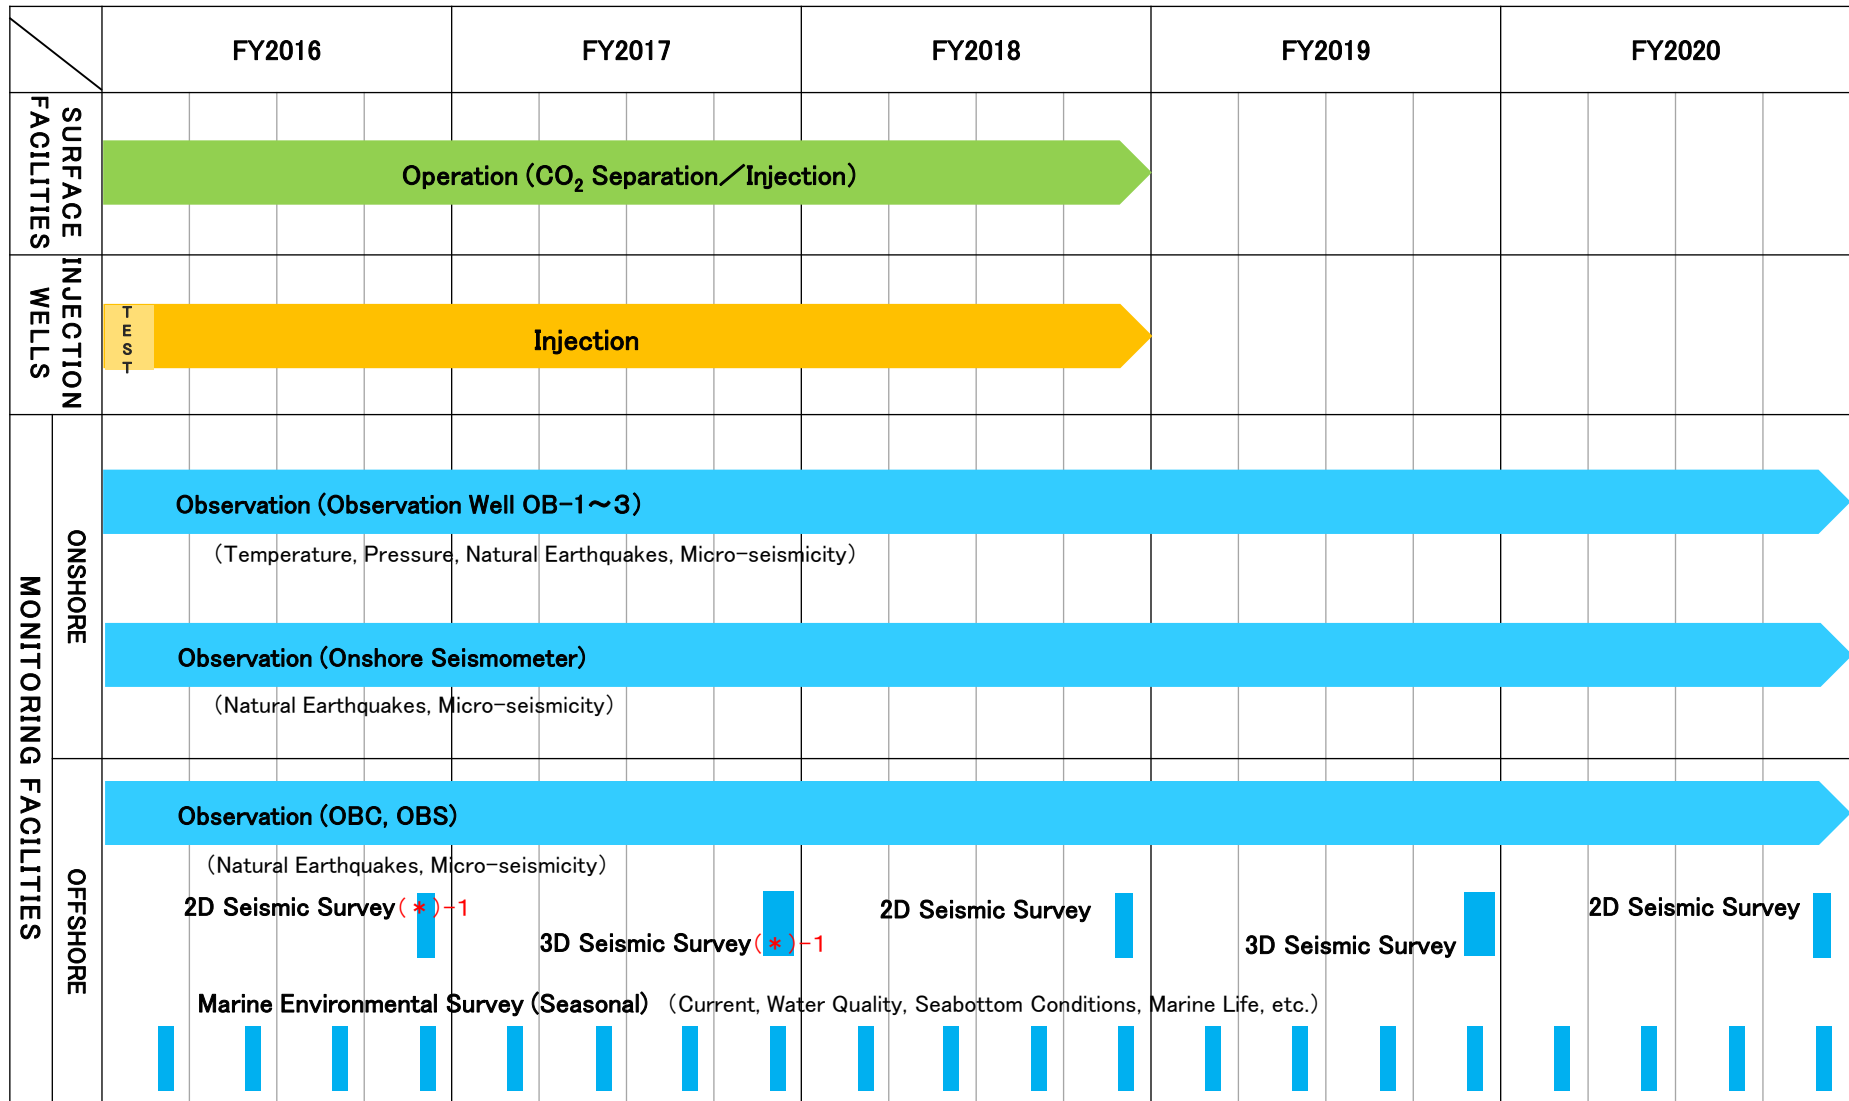 FY2016
FY2017
FY2018
FY2019
FY2020
SURFACE
FACILITIES
Operation (CO₂ Separation／Injection)
INJECTION
WELLS
TEST
Injection
MONITORING FACILITIES
ONSHORE
Observation (Observation Well OB-1～3)
(Temperature, Pressure, Natural Earthquakes, Micro-seismicity)
Observation (Onshore Seismometer)
(Natural Earthquakes, Micro-seismicity)
OFFSHORE
Observation (OBC, OBS)
(Natural Earthquakes, Micro-seismicity)
2D Seismic Survey(*)-1
3D Seismic Survey(*)-1
2D Seismic Survey
3D Seismic Survey
2D Seismic Survey
Marine Environmental Survey (Seasonal) (Current, Water Quality, Seabottom Conditions, Marine Life, etc.)